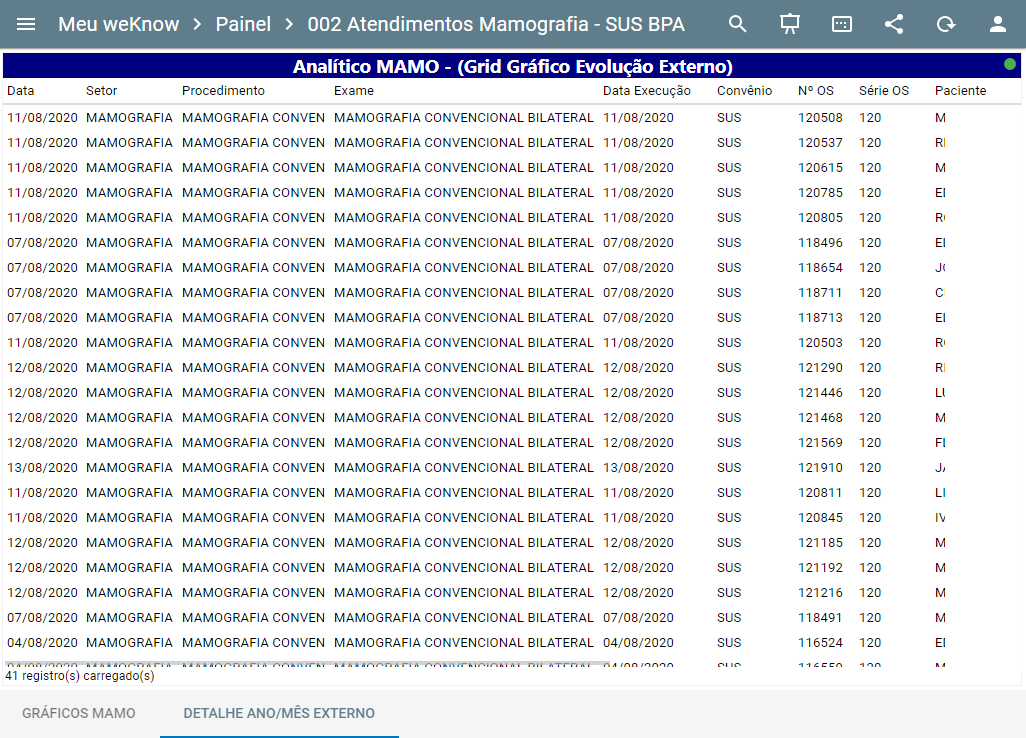 Meu weKnow > Painel > 002 Atendimentos Mamografia - SUS BPA
Analítico MAMO - (Grid Gráfico Evolução Externo)
Data Setor Procedimento Exame Data Execução Convênio Nº OS Série OS Paciente
11/08/2020 MAMOGRAFIA MAMOGRAFIA CONVEN MAMOGRAFIA CONVENCIONAL BILATERAL 11/08/2020 SUS 120508 120 M
11/08/2020 MAMOGRAFIA MAMOGRAFIA CONVEN MAMOGRAFIA CONVENCIONAL BILATERAL 11/08/2020 SUS 120537 120
11/08/2020 MAMOGRAFIA MAMOGRAFIA CONVEN MAMOGRAFIA CONVENCIONAL BILATERAL 11/08/2020 SUS 120615 120 M
11/08/2020 MAMOGRAFIA MAMOGRAFIA CONVEN MAMOGRAFIA CONVENCIONAL BILATERAL 11/08/2020 SUS 120785 120
11/08/2020 MAMOGRAFIA MAMOGRAFIA CONVEN MAMOGRAFIA CONVENCIONAL BILATERAL 11/08/2020 SUS 120805 120
07/08/2020 MAMOGRAFIA MAMOGRAFIA CONVEN MAMOGRAFIA CONVENCIONAL BILATERAL 07/08/2020 SUS 118496 120
07/08/2020 MAMOGRAFIA MAMOGRAFIA CONVEN MAMOGRAFIA CONVENCIONAL BILATERAL 07/08/2020 SUS 118654 120
07/08/2020 MAMOGRAFIA MAMOGRAFIA CONVEN MAMOGRAFIA CONVENCIONAL BILATERAL 07/08/2020 SUS 118711 120
07/08/2020 MAMOGRAFIA MAMOGRAFIA CONVEN MAMOGRAFIA CONVENCIONAL BILATERAL 07/08/2020 SUS 118713 120
11/08/2020 MAMOGRAFIA MAMOGRAFIA CONVEN MAMOGRAFIA CONVENCIONAL BILATERAL 11/08/2020 SUS 120503 120
12/08/2020 MAMOGRAFIA MAMOGRAFIA CONVEN MAMOGRAFIA CONVENCIONAL BILATERAL 12/08/2020 SUS 121290 120
12/08/2020 MAMOGRAFIA MAMOGRAFIA CONVEN MAMOGRAFIA CONVENCIONAL BILATERAL 12/08/2020 SUS 121446 120
12/08/2020 MAMOGRAFIA MAMOGRAFIA CONVEN MAMOGRAFIA CONVENCIONAL BILATERAL 12/08/2020 SUS 121468 120 M
12/08/2020 MAMOGRAFIA MAMOGRAFIA CONVEN MAMOGRAFIA CONVENCIONAL BILATERAL 12/08/2020 SUS 121569 120
13/08/2020 MAMOGRAFIA MAMOGRAFIA CONVEN MAMOGRAFIA CONVENCIONAL BILATERAL 13/08/2020 SUS 121910 120
11/08/2020 MAMOGRAFIA MAMOGRAFIA CONVEN MAMOGRAFIA CONVENCIONAL BILATERAL 11/08/2020 SUS 120811 120
11/08/2020 MAMOGRAFIA MAMOGRAFIA CONVEN MAMOGRAFIA CONVENCIONAL BILATERAL 11/08/2020 SUS 120845 120
12/08/2020 MAMOGRAFIA MAMOGRAFIA CONVEN MAMOGRAFIA CONVENCIONAL BILATERAL 12/08/2020 SUS 121185 120 M
12/08/2020 MAMOGRAFIA MAMOGRAFIA CONVEN MAMOGRAFIA CONVENCIONAL BILATERAL 12/08/2020 SUS 121192 120 M
12/08/2020 MAMOGRAFIA MAMOGRAFIA CONVEN MAMOGRAFIA CONVENCIONAL BILATERAL 12/08/2020 SUS 121216 120 M
07/08/2020 MAMOGRAFIA MAMOGRAFIA CONVEN MAMOGRAFIA CONVENCIONAL BILATERAL 07/08/2020 SUS 118491 120 M
04/08/2020 MAMOGRAFIA MAMOGRAFIA CONVEN MAMOGRAFIA CONVENCIONAL BILATERAL 04/08/2020 SUS 116524 120
41 registro(s) carregado(s)
GRÁFICOS MAMO DETALHE ANO/MÊS EXTERNO